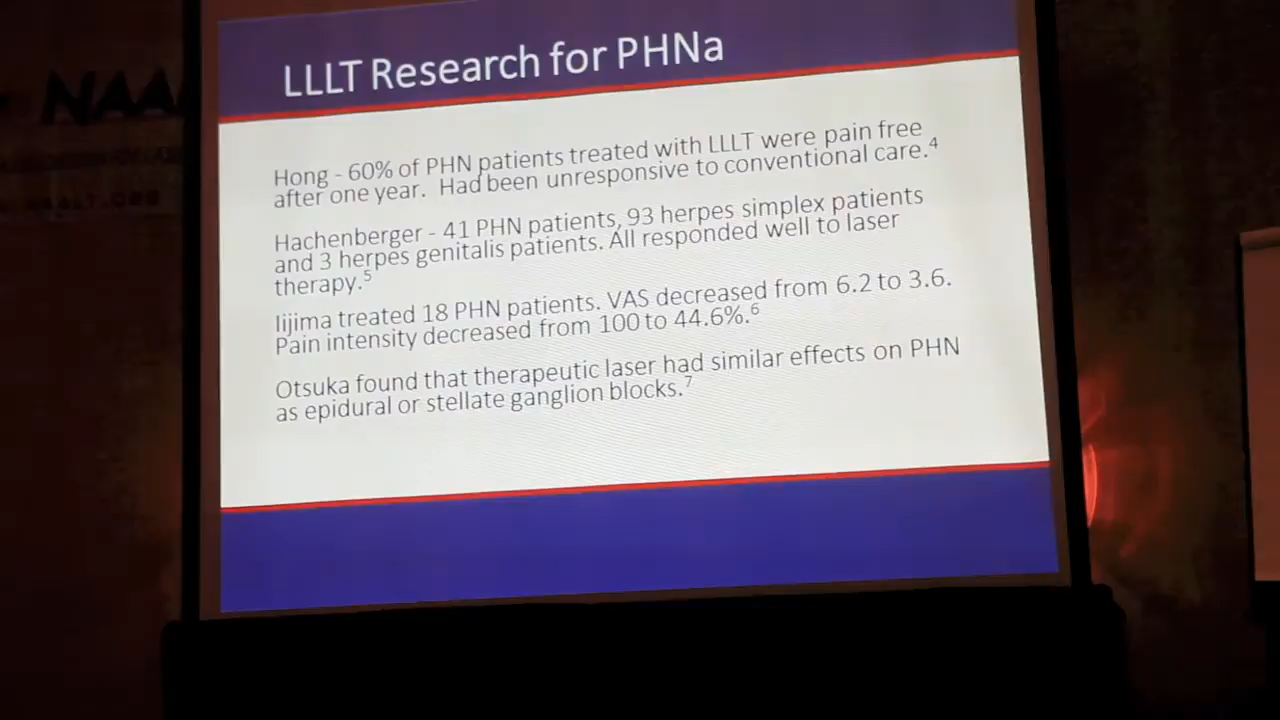 LLLT Research for PHNa
Hong - 60% of PHN patients treated with LLLT were pain free
after one year. Had been unresponsive to conventional care.⁴
Hachenberger - 41 PHN patients, 93 herpes simplex patients
and 3 herpes genitalis patients. All responded well to laser
therapy.⁵
Iijima treated 18 PHN patients. VAS decreased from 6.2 to 3.6.
Pain intensity decreased from 100 to 44.6%.⁶
Otsuka found that therapeutic laser had similar effects on PHN
as epidural or stellate ganglion blocks.⁷